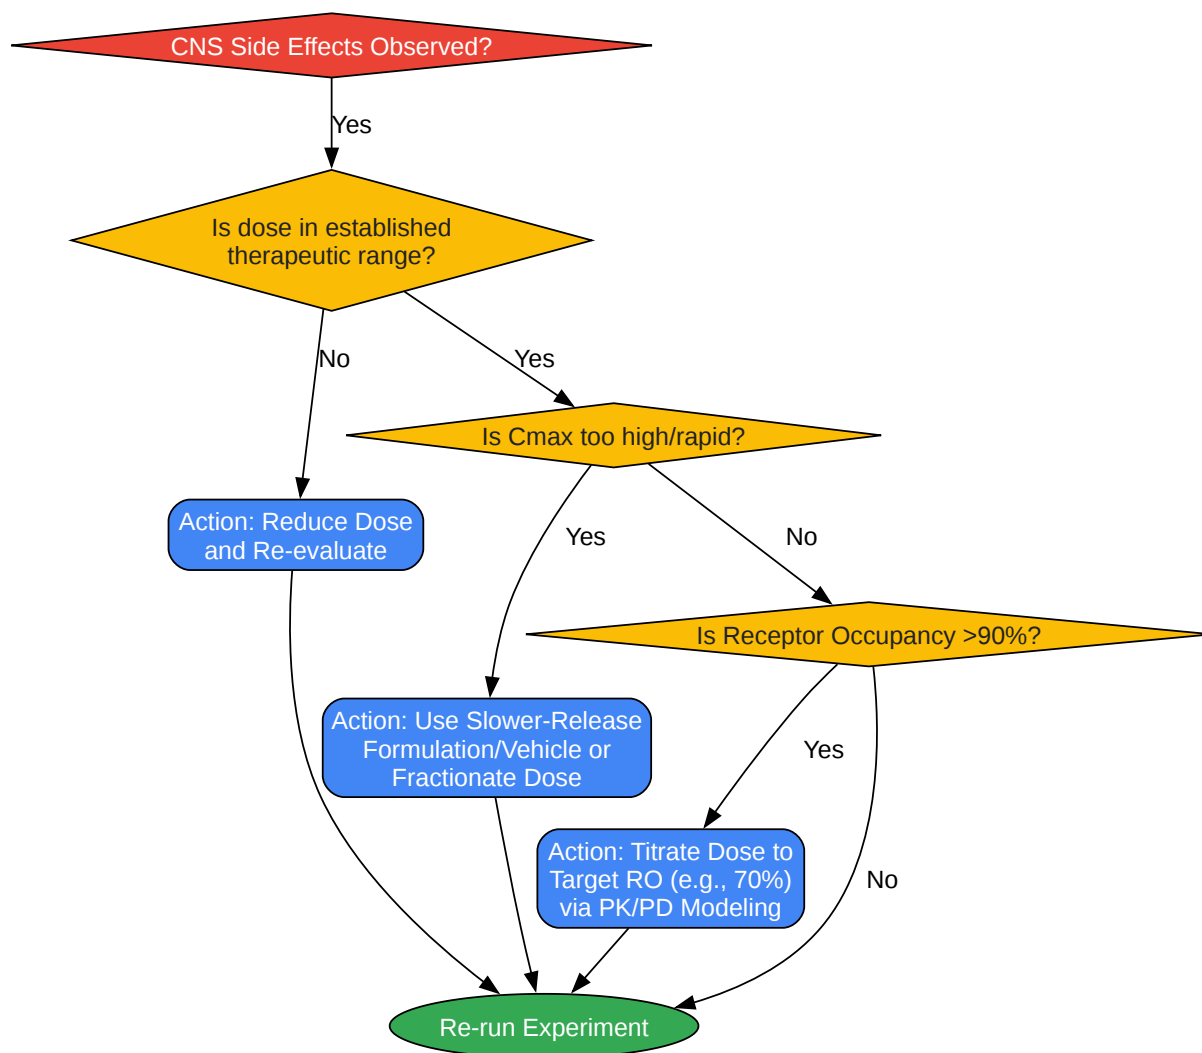 CNS Side Effects Observed?
Yes
Is dose in established
therapeutic range?
No
Yes
Is Cmax too high/rapid?
Action: Reduce Dose
and Re-evaluate
Yes
No
Is Receptor Occupancy >90%?
Action: Use Slower-Release
Formulation/Vehicle or
Fractionate Dose
Yes
Action: Titrate Dose to
Target RO (e.g., 70%)
via PK/PD Modeling
No
Re-run Experiment